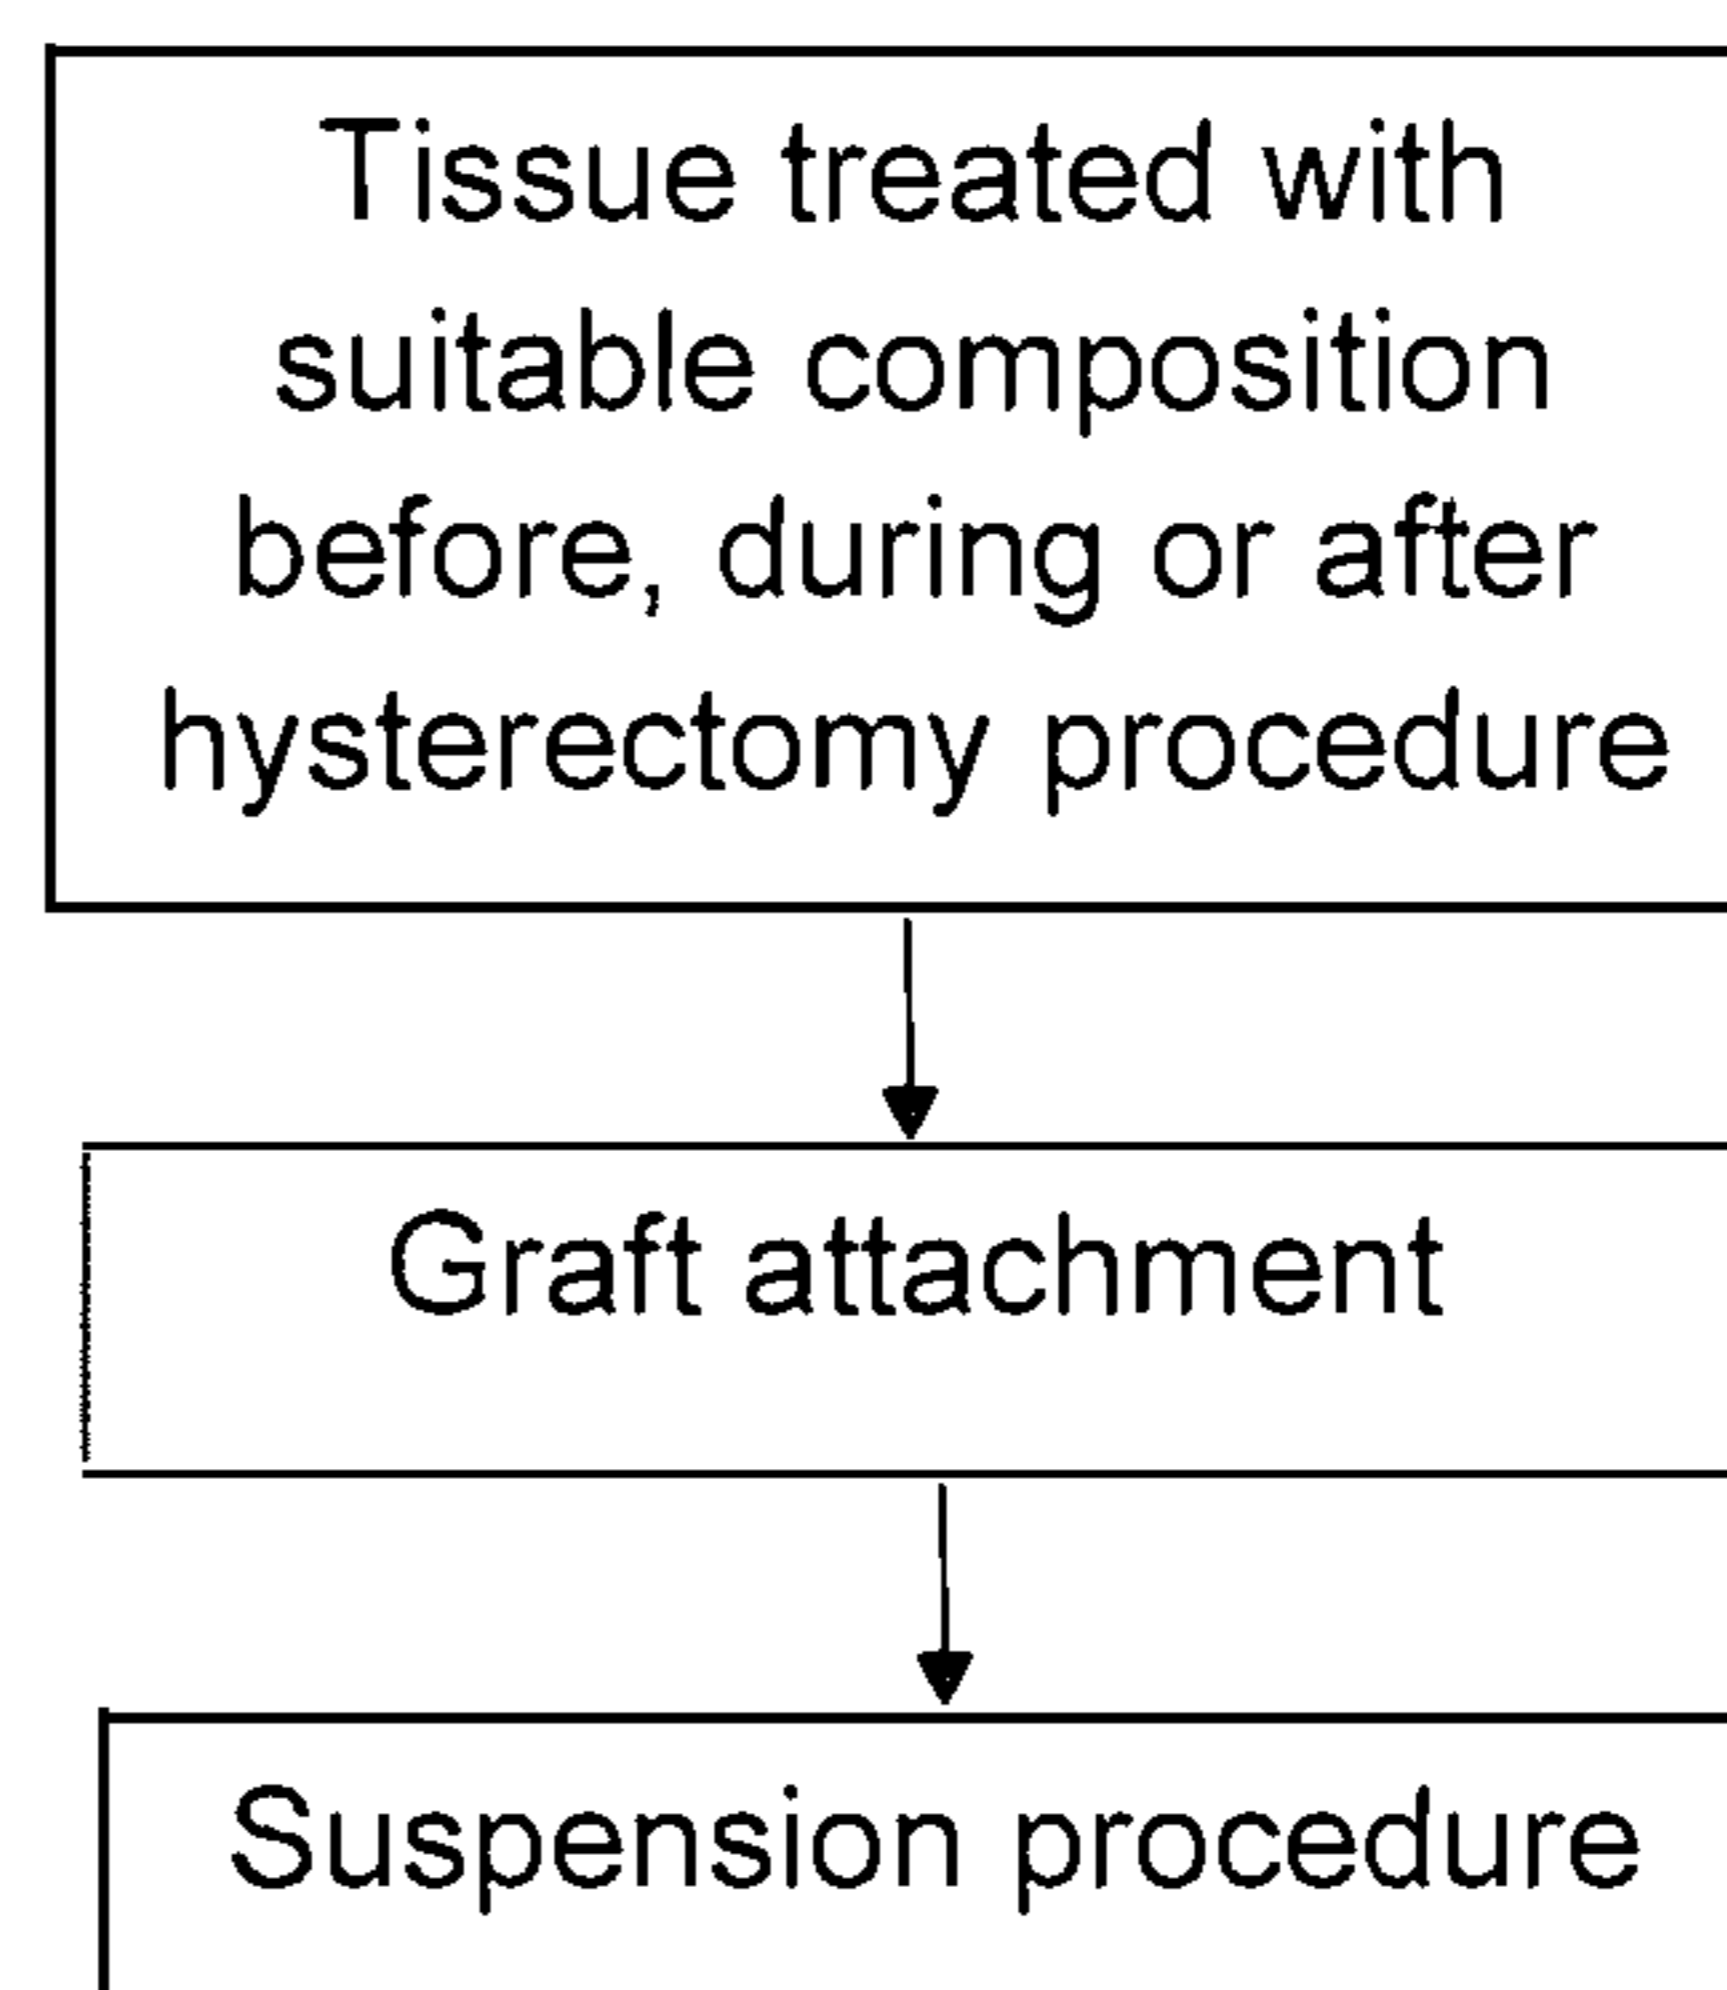 Tissue treated with
suitable composition
before, during or after
hysterectomy procedure
Graft attachment
Suspension procedure